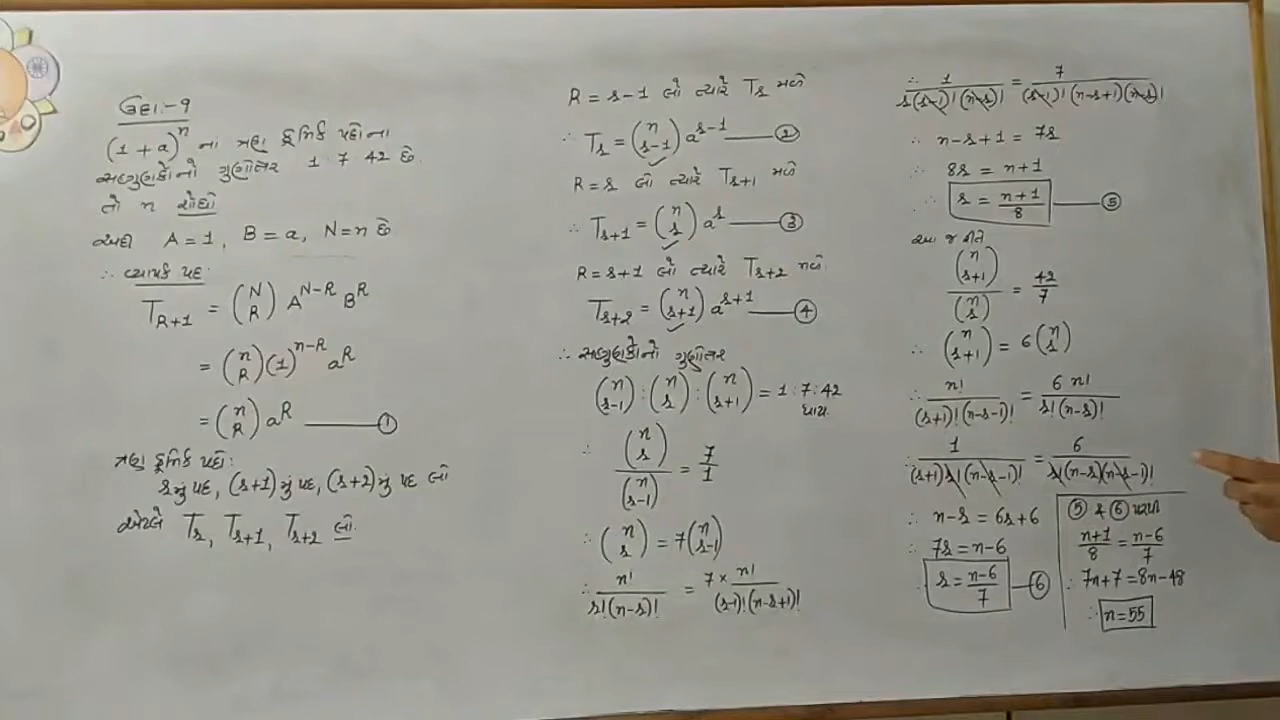 ઉદા:-9
(1 + a)^n નાં ત્રણ ક્રમિક પદોના
સહગુણકોનો ગુણોત્તર 1 7 42 છે.
તો n શોધો
અહીં A = 1, B = a, N = n છે
∴ વ્યાપક પદ:
T_{R+1} = (N R) A^{N-R} B^R
= (n R) (1)^{n-R} a^R
= (n R) a^R ——— ①
ત્રણ ક્રમિક પદો:
r નું પદ, (r+1) નું પદ, (r+2) નું પદ લો
એટલે T_r, T_{r+1}, T_{r+2} લો.
R = r-1 લો ત્યારે T_r મળે
∴ T_r = (n r-1) a^{r-1} ——— ②
R = r લો ત્યારે T_{r+1} મળે
∴ T_{r+1} = (n r) a^r ——— ③
R = r+1 લો ત્યારે T_{r+2} મળે.
T_{r+2} = (n r+1) a^{r+1} ——— ④
∴ સહગુણકોનો ગુણોત્તર
(n r-1) : (n r) : (n r+1) = 1 : 7 : 42
થાય
∴ (n r) / (n r-1) = 7/1
∴ (n r) = 7 (n r-1)
∴ n! / r!(n-r)! = 7 × n! / (r-1)!(n-r+1)!
∴ 1 / r(r-1)!(n-r)! = 7 / (r-1)!(n-r+1)(n-r)!
∴ n-r+1 = 7r
∴ 8r = n+1
∴ r = n+1 / 8 ——— ⑤
આ જ રીતે
(n r+1) / (n r) = 42/7
∴ (n r+1) = 6 (n r)
∴ n! / (r+1)!(n-r-1)! = 6 n! / r!(n-r)!
∴ 1 / (r+1)r!(n-r-1)! = 6 / r!(n-r)(n-r-1)!
∴ n-r = 6r+6
∴ 7r = n-6
∴ r = n-6 / 7 — ⑥
⑤ ને ⑥ પરથી
n+1 / 8 = n-6 / 7
∴ 7n+7 = 8n-48
∴ n = 55